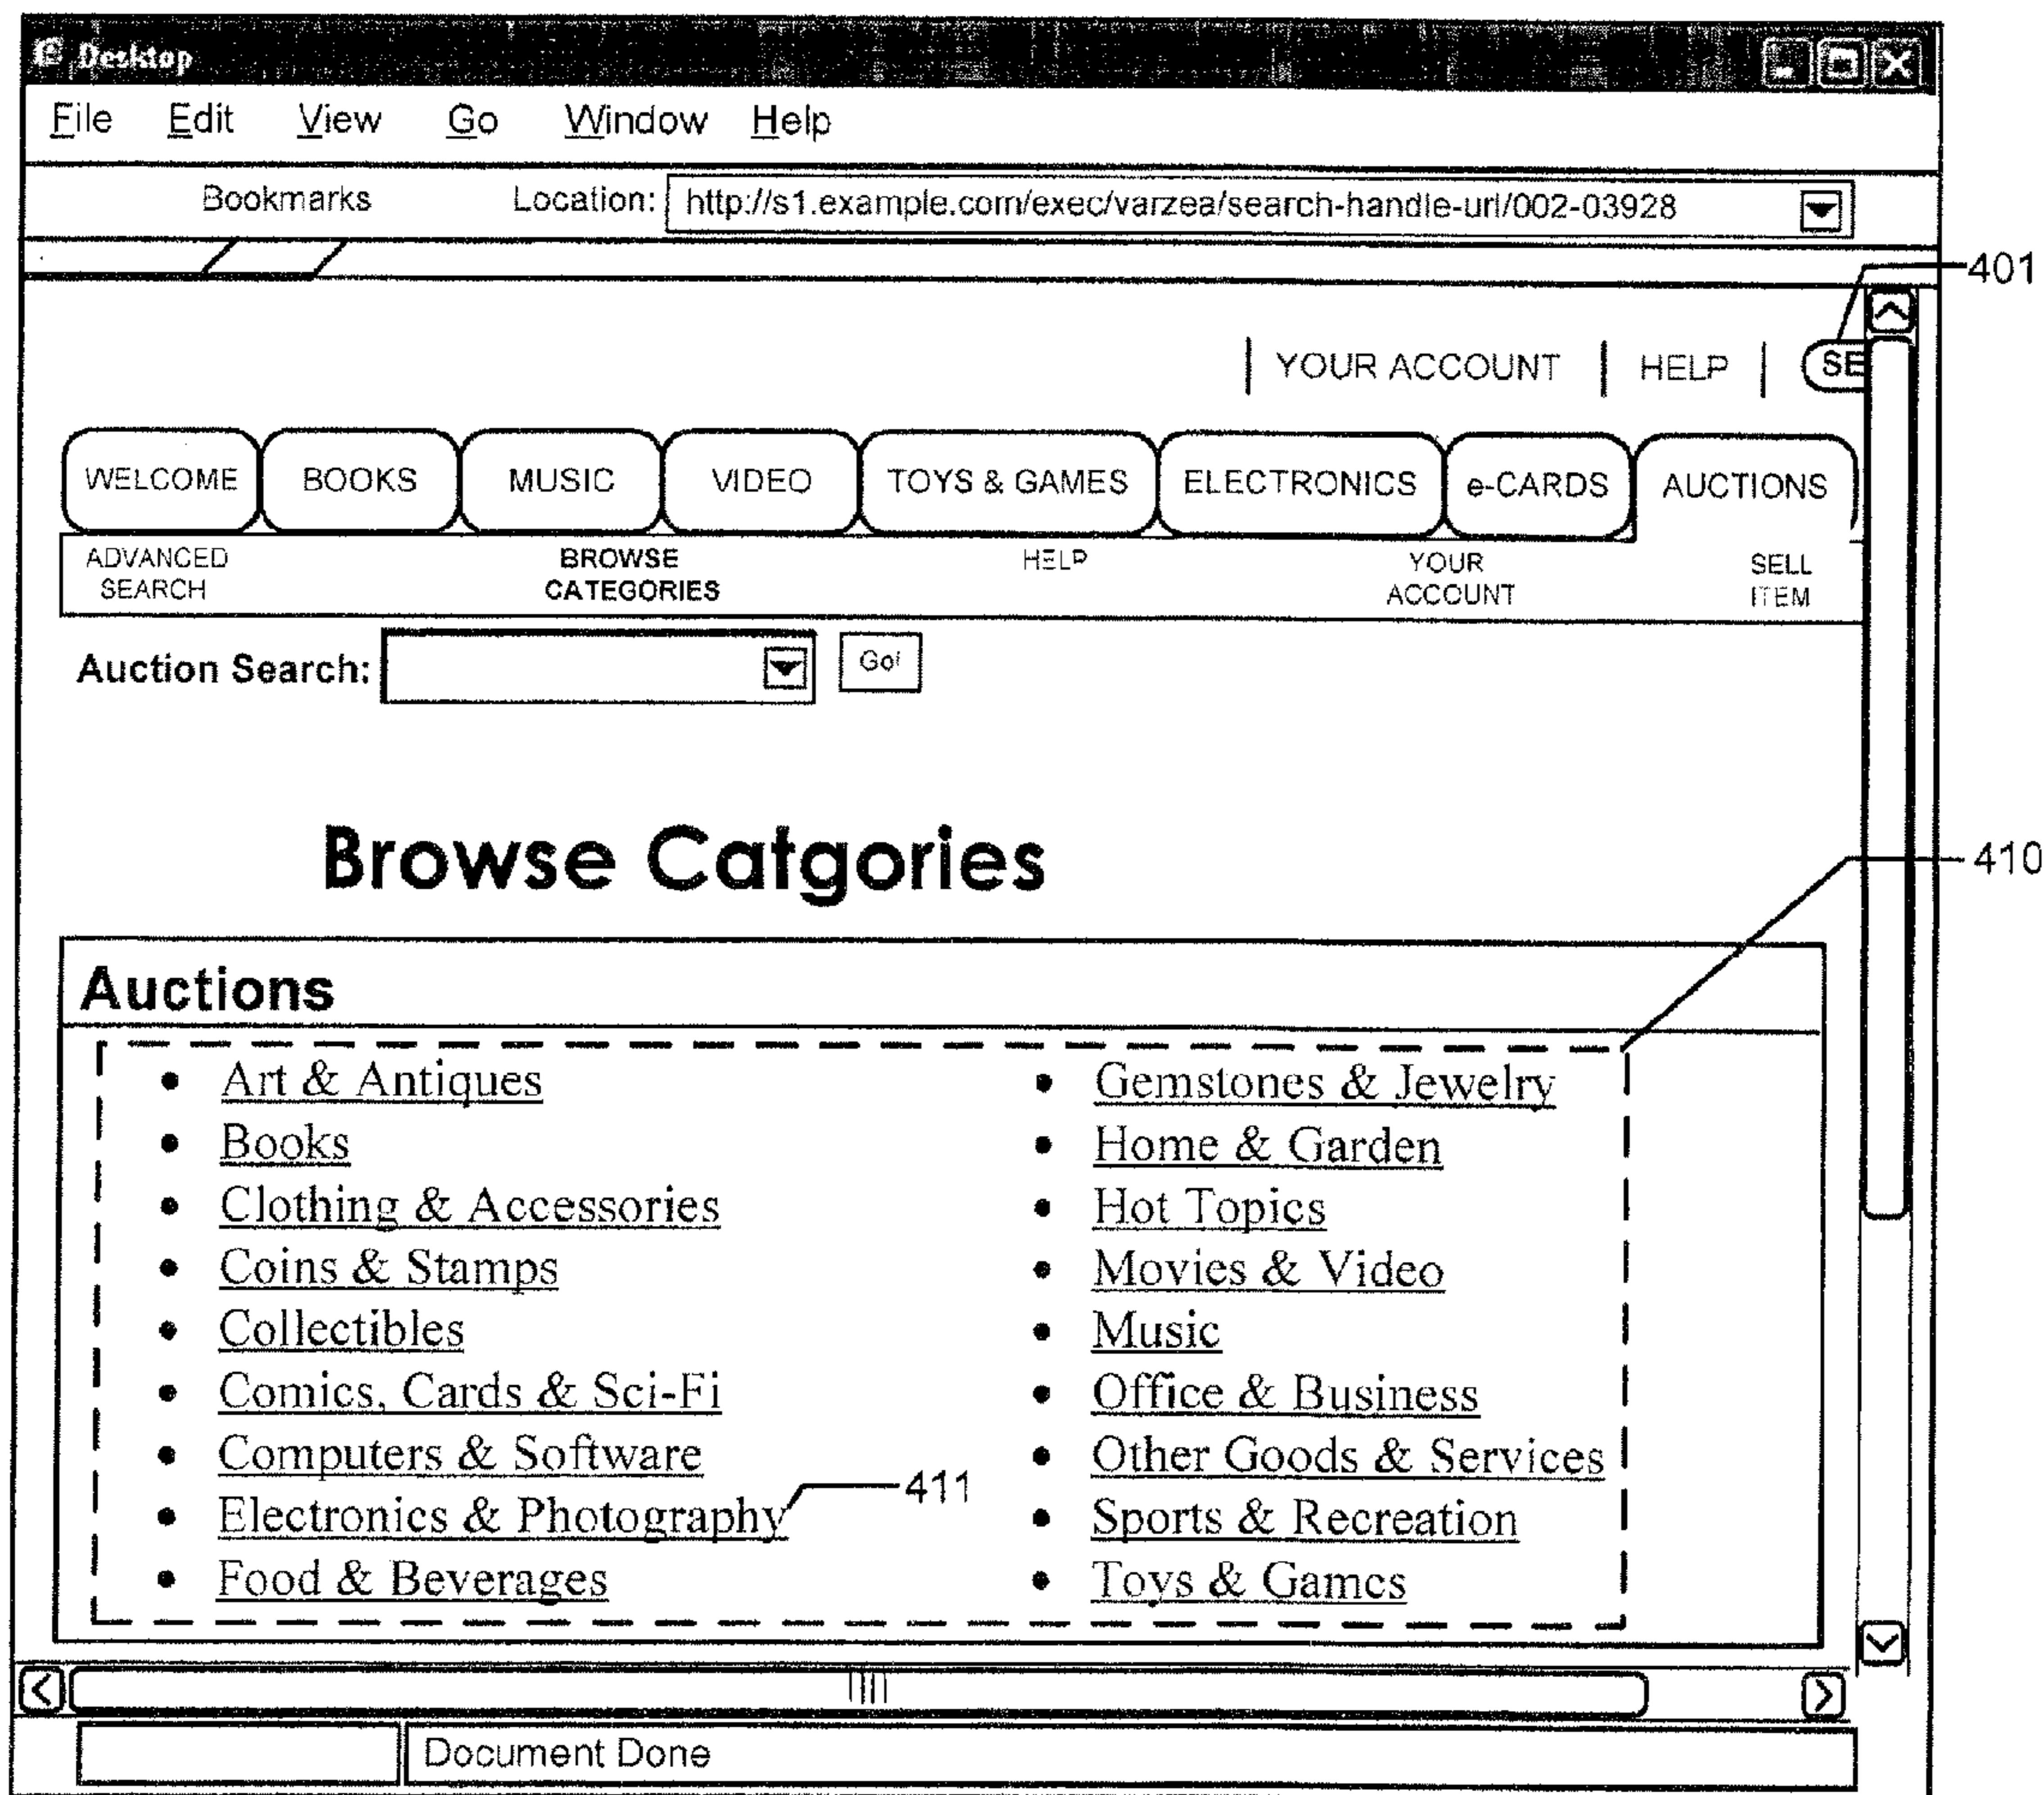 Desktop
File Edit View Go Window Help
Bookmarks Location: http://s1.example.com/exec/varzea/search-handle-url/002-03928
401
YOUR ACCOUNT | HELP | SE
WELCOME BOOKS MUSIC VIDEO TOYS & GAMES ELECTRONICS e-CARDS AUCTIONS
ADVANCED SEARCH BROWSE CATEGORIES HELP YOUR ACCOUNT SELL ITEM
Auction Search: Go!
Browse Catgories
410
Auctions
• Art & Antiques
• Books
• Clothing & Accessories
• Coins & Stamps
• Collectibles
• Comics, Cards & Sci-Fi
• Computers & Software
• Electronics & Photography 411
• Food & Beverages
• Gemstones & Jewelry
• Home & Garden
• Hot Topics
• Movies & Video
• Music
• Office & Business
• Other Goods & Services
• Sports & Recreation
• Toys & Games
Document Done